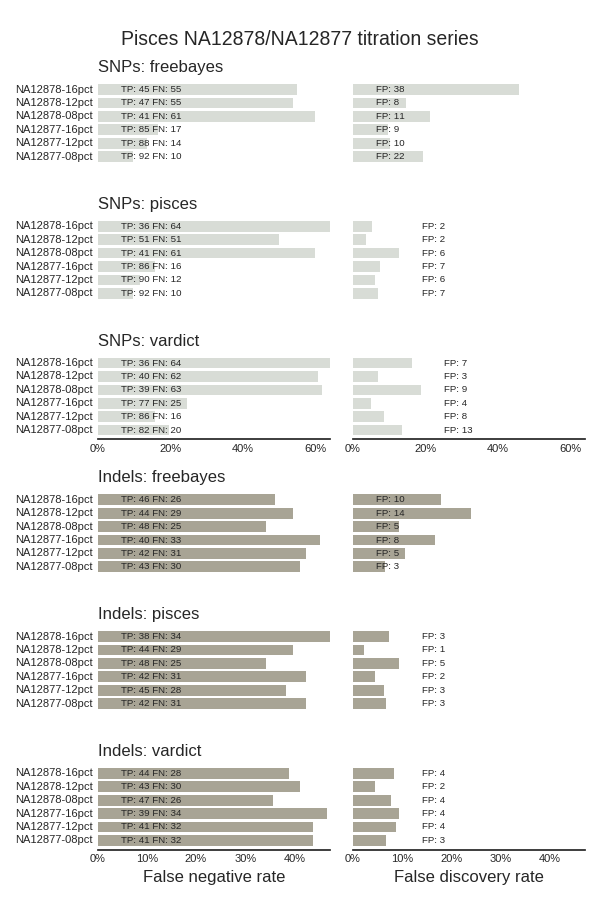 Pisces NA12878/NA12877 titration series
SNPs: freebayes
NA12878-16pct TP: 45 FN: 55 FP: 38
NA12878-12pct TP: 47 FN: 55 FP: 8
NA12878-08pct TP: 41 FN: 61 FP: 11
NA12877-16pct TP: 85 FN: 17 FP: 9
NA12877-12pct TP: 88 FN: 14 FP: 10
NA12877-08pct TP: 92 FN: 10 FP: 22
SNPs: pisces
NA12878-16pct TP: 36 FN: 64 FP: 2
NA12878-12pct TP: 51 FN: 51 FP: 2
NA12878-08pct TP: 41 FN: 61 FP: 6
NA12877-16pct TP: 86 FN: 16 FP: 7
NA12877-12pct TP: 90 FN: 12 FP: 6
NA12877-08pct TP: 92 FN: 10 FP: 7
SNPs: vardict
NA12878-16pct TP: 36 FN: 64 FP: 7
NA12878-12pct TP: 40 FN: 62 FP: 3
NA12878-08pct TP: 39 FN: 63 FP: 9
NA12877-16pct TP: 77 FN: 25 FP: 4
NA12877-12pct TP: 86 FN: 16 FP: 8
NA12877-08pct TP: 82 FN: 20 FP: 13
0% 20% 40% 60% 0% 20% 40% 60%
Indels: freebayes
NA12878-16pct TP: 46 FN: 26 FP: 10
NA12878-12pct TP: 44 FN: 29 FP: 14
NA12878-08pct TP: 48 FN: 25 FP: 5
NA12877-16pct TP: 40 FN: 33 FP: 8
NA12877-12pct TP: 42 FN: 31 FP: 5
NA12877-08pct TP: 43 FN: 30 FP: 3
Indels: pisces
NA12878-16pct TP: 38 FN: 34 FP: 3
NA12878-12pct TP: 44 FN: 29 FP: 1
NA12878-08pct TP: 48 FN: 25 FP: 5
NA12877-16pct TP: 42 FN: 31 FP: 2
NA12877-12pct TP: 45 FN: 28 FP: 3
NA12877-08pct TP: 42 FN: 31 FP: 3
Indels: vardict
NA12878-16pct TP: 44 FN: 28 FP: 4
NA12878-12pct TP: 43 FN: 30 FP: 2
NA12878-08pct TP: 47 FN: 26 FP: 4
NA12877-16pct TP: 39 FN: 34 FP: 4
NA12877-12pct TP: 41 FN: 32 FP: 4
NA12877-08pct TP: 41 FN: 32 FP: 3
0% 10% 20% 30% 40% 0% 10% 20% 30% 40%
False negative rate False discovery rate